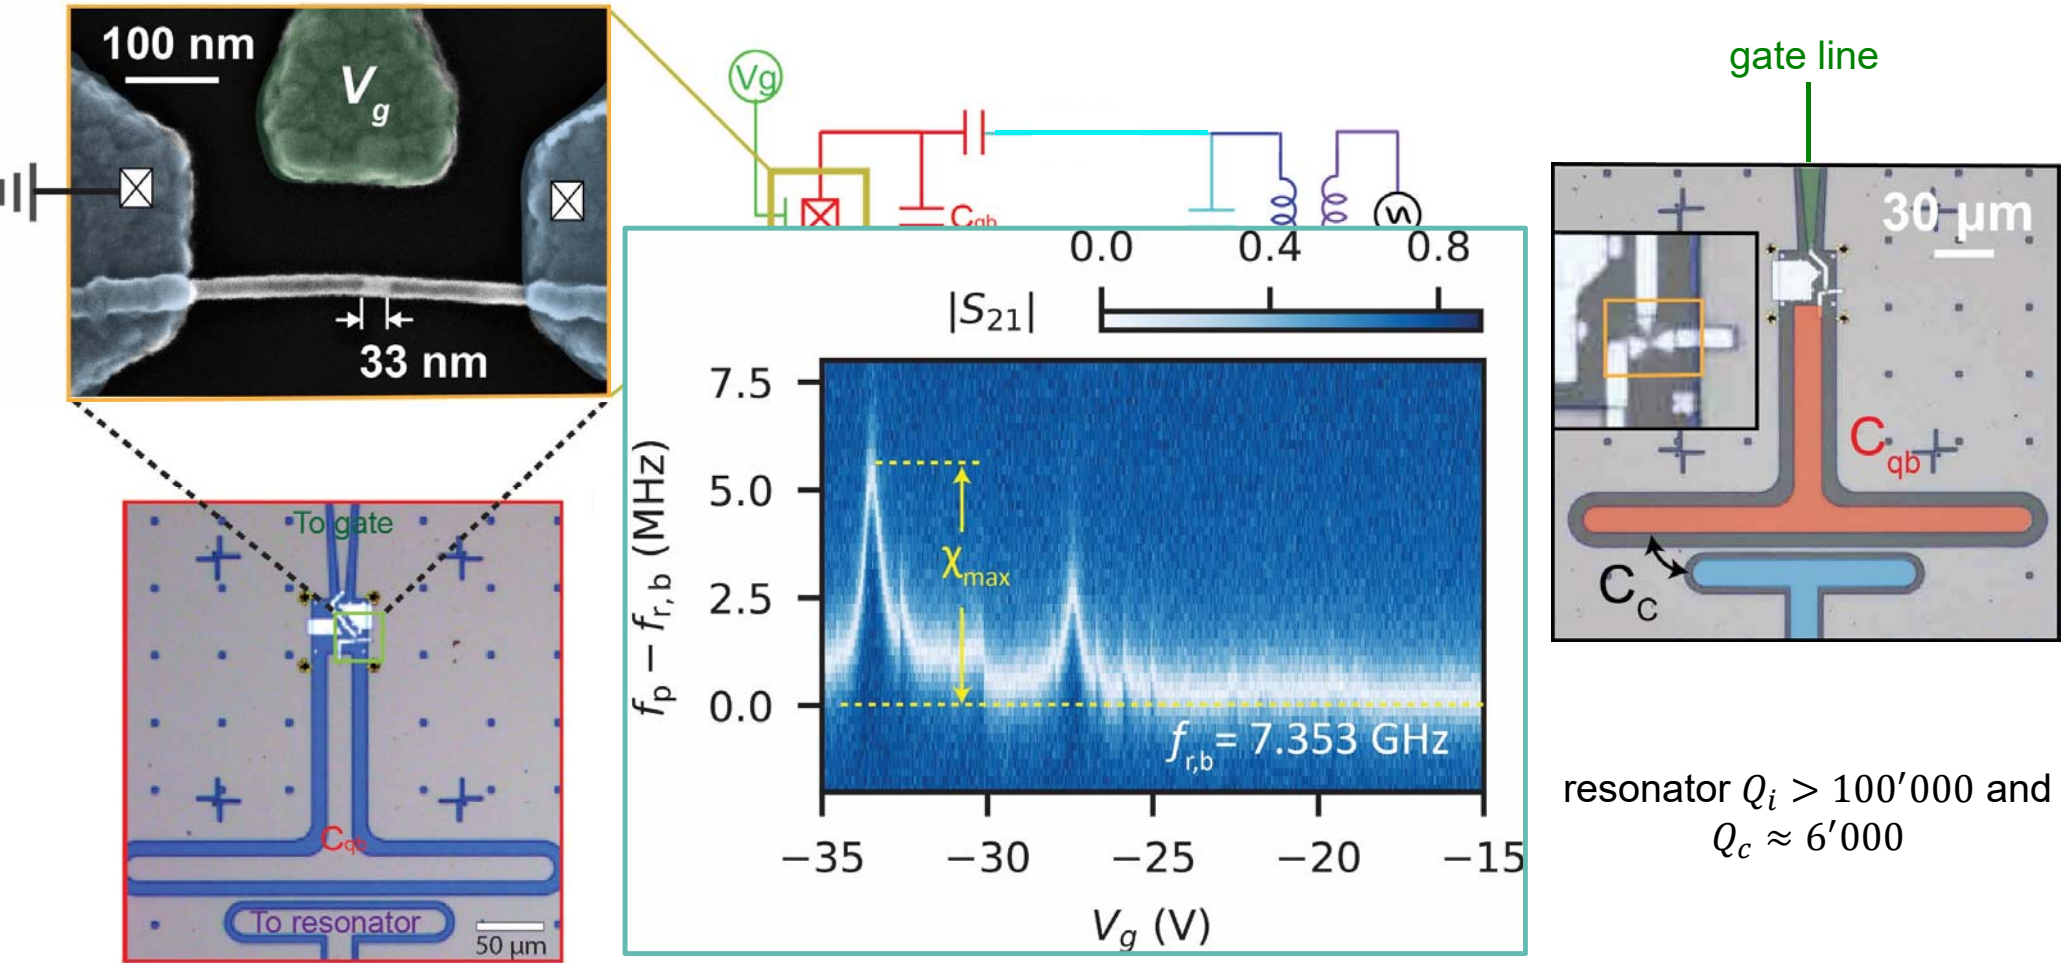 100 nm
V_g
33 nm
Vg
C_qb
gate line
30 μm
C_qb
C_C
To gate
C_qb
To resonator
50 μm
0.0 0.4 0.8
|S_21|
7.5
5.0
2.5
0.0
f_p − f_r, b (MHz)
χ_max
f_r,b = 7.353 GHz
−35 −30 −25 −20 −15
V_g (V)
resonator Q_i > 100′000 and
Q_c ≈ 6′000